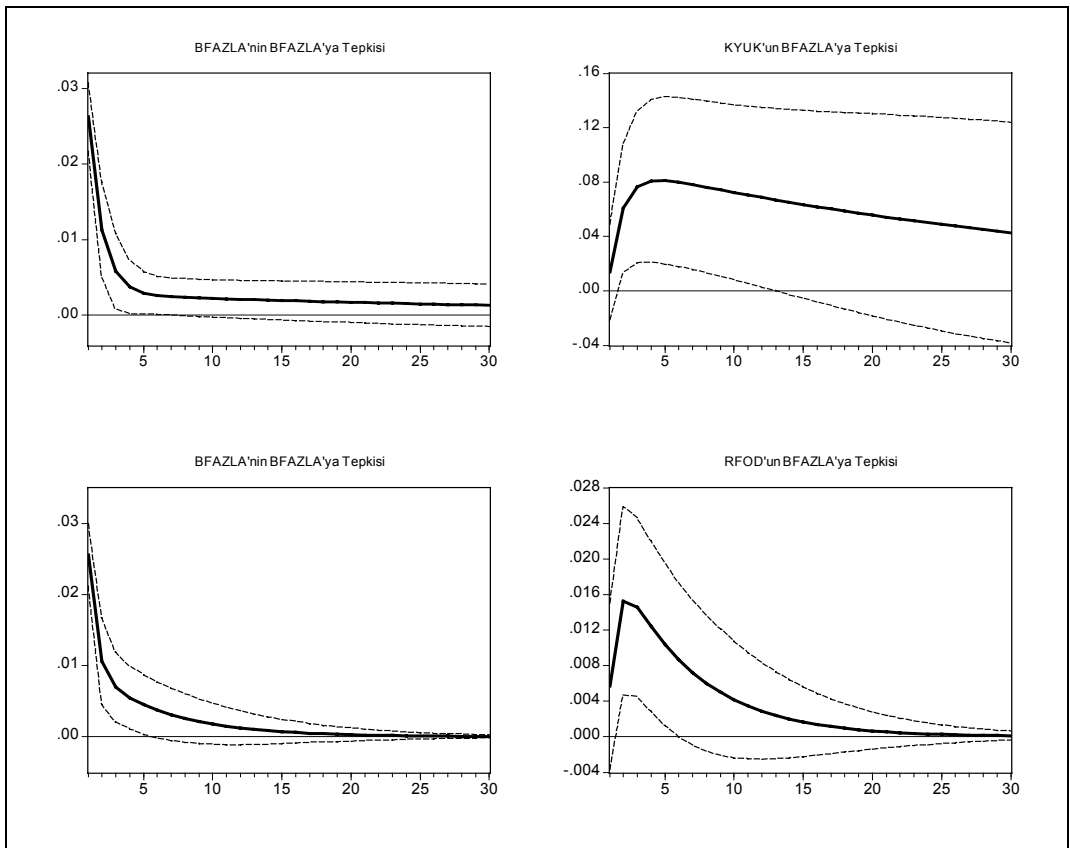 BFAZLA'nin BFAZLA'ya Tepkisi
.03
.02
.01
.00
5 10 15 20 25 30
KYUK'un BFAZLA'ya Tepkisi
.16
.12
.08
.04
.00
-.04
5 10 15 20 25 30
BFAZLA'nin BFAZLA'ya Tepkisi
.03
.02
.01
.00
5 10 15 20 25 30
RFOD'un BFAZLA'ya Tepkisi
.028
.024
.020
.016
.012
.008
.004
.000
-.004
5 10 15 20 25 30